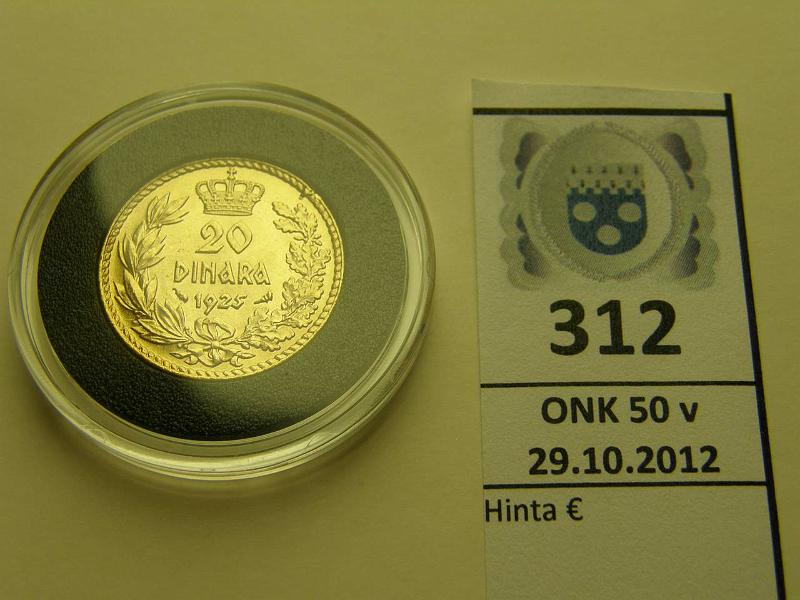 20
DINARA
1925
312
ONK 50 v
29.10.2012
Hinta €